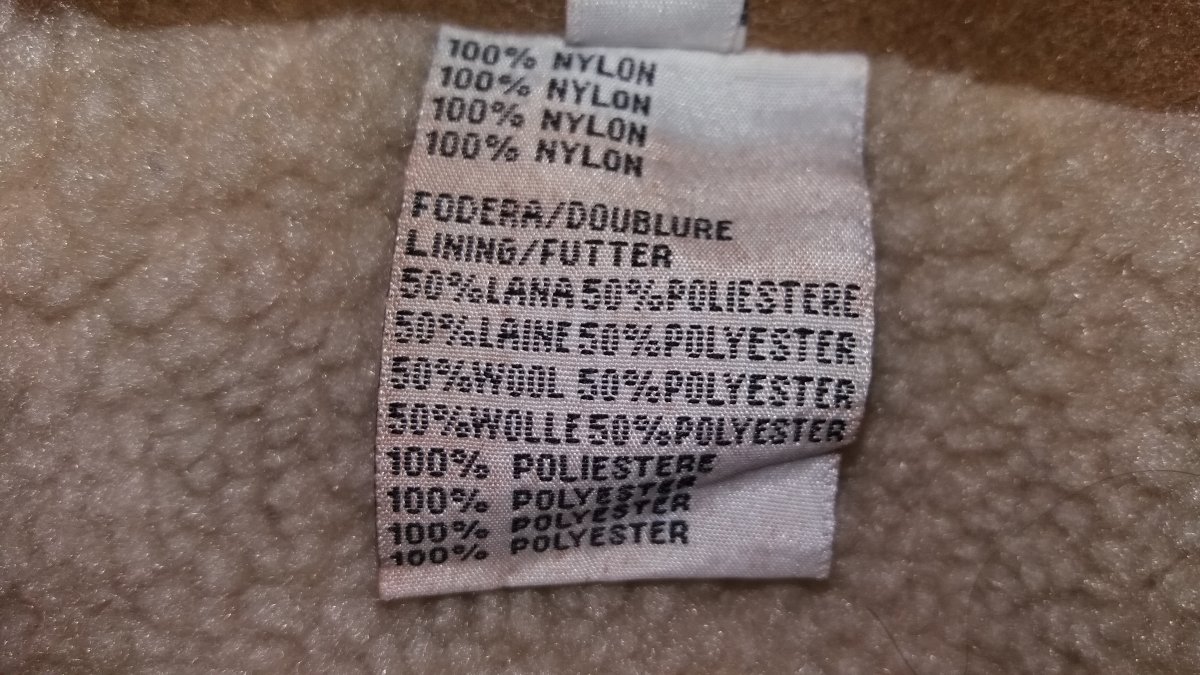 100% NYLON
100% NYLON
100% NYLON
100% NYLON
FODERA/DOUBLURE
LINING/FUTTER
50%LANA 50%POLIESTERE
50%LAINE 50%POLYESTER
50%WOOL 50%POLYESTER
50%WOLLE 50%POLYESTER
100% POLIESTERE
100% POLYESTER
100% POLYESTER
100% POLYESTER